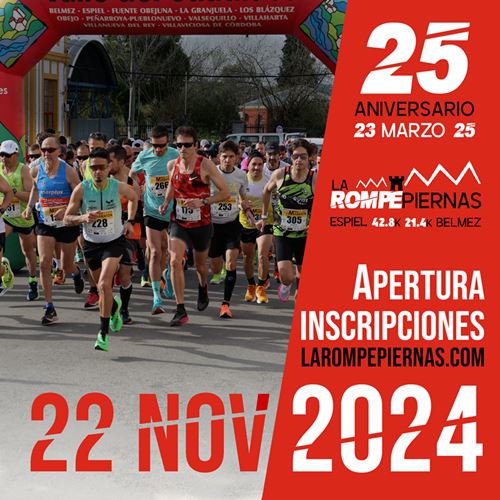 BELMEZ - ESPIEL - FUENTE OBEJUNA - LA GRANJUELA - LOS BLÁZQUEZ
OBEJO - PEÑARROYA-PUEBLONUEVO - VALSEQUILLO - VILLAHARTA
VILLANUEVA DEL REY - VILLAVICIOSA DE CÓRDOBA
25
ANIVERSARIO
23 MARZO 25
LA
ROMPEPIERNAS
ESPIEL 42.8K 21.4K BELMEZ
APERTURA
INSCRIPCIONES
LAROMPEPIERNAS.COM
22 NOV 2024
228
266
175
253
305